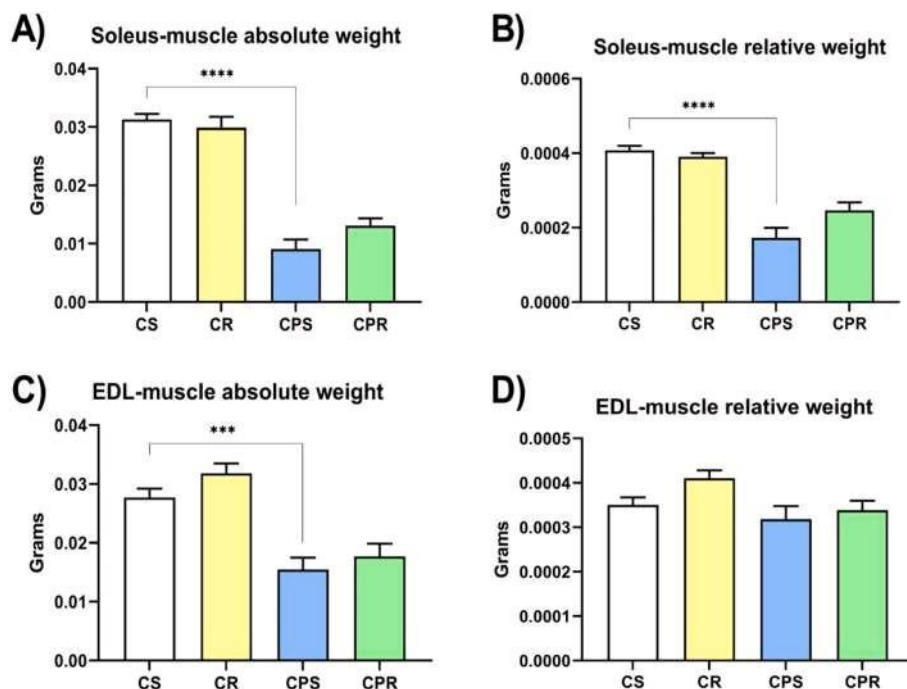 A)
Soleus-muscle absolute weight
****
0.04
0.03
0.02
0.01
0.00
Grams
CS CR CPS CPR
B)
Soleus-muscle relative weight
****
0.0006
0.0004
0.0002
0.0000
Grams
CS CR CPS CPR
C)
EDL-muscle absolute weight
***
0.04
0.03
0.02
0.01
0.00
Grams
CS CR CPS CPR
D)
EDL-muscle relative weight
0.0005
0.0004
0.0003
0.0002
0.0001
0.0000
Grams
CS CR CPS CPR